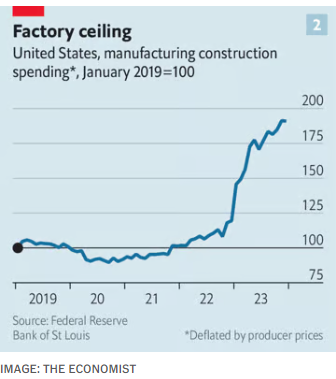 2
Factory ceiling
United States, manufacturing construction
spending*, January 2019=100
200
175
150
125
100
75
2019 20 21 22 23
Source: Federal Reserve
Bank of St Louis
*Deflated by producer prices
IMAGE: THE ECONOMIST